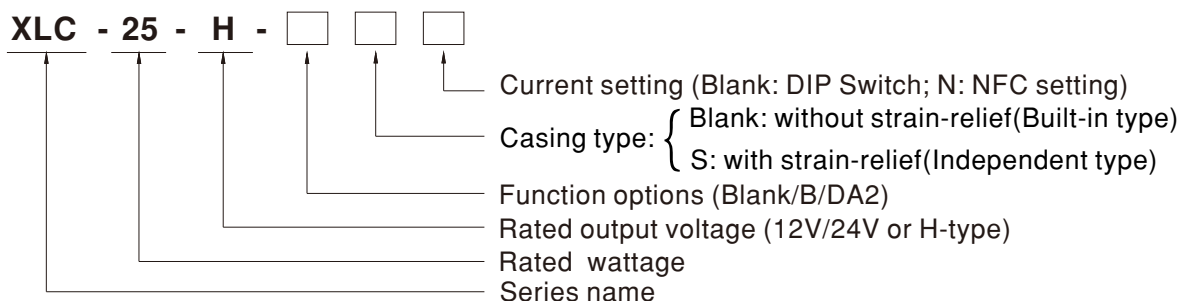 XLC - 25 - H -
Current setting (Blank: DIP Switch; N: NFC setting)
Casing type:
Blank: without strain-relief(Built-in type)
S: with strain-relief(Independent type)
Function options (Blank/B/DA2)
Rated output voltage (12V/24V or H-type)
Rated wattage
Series name